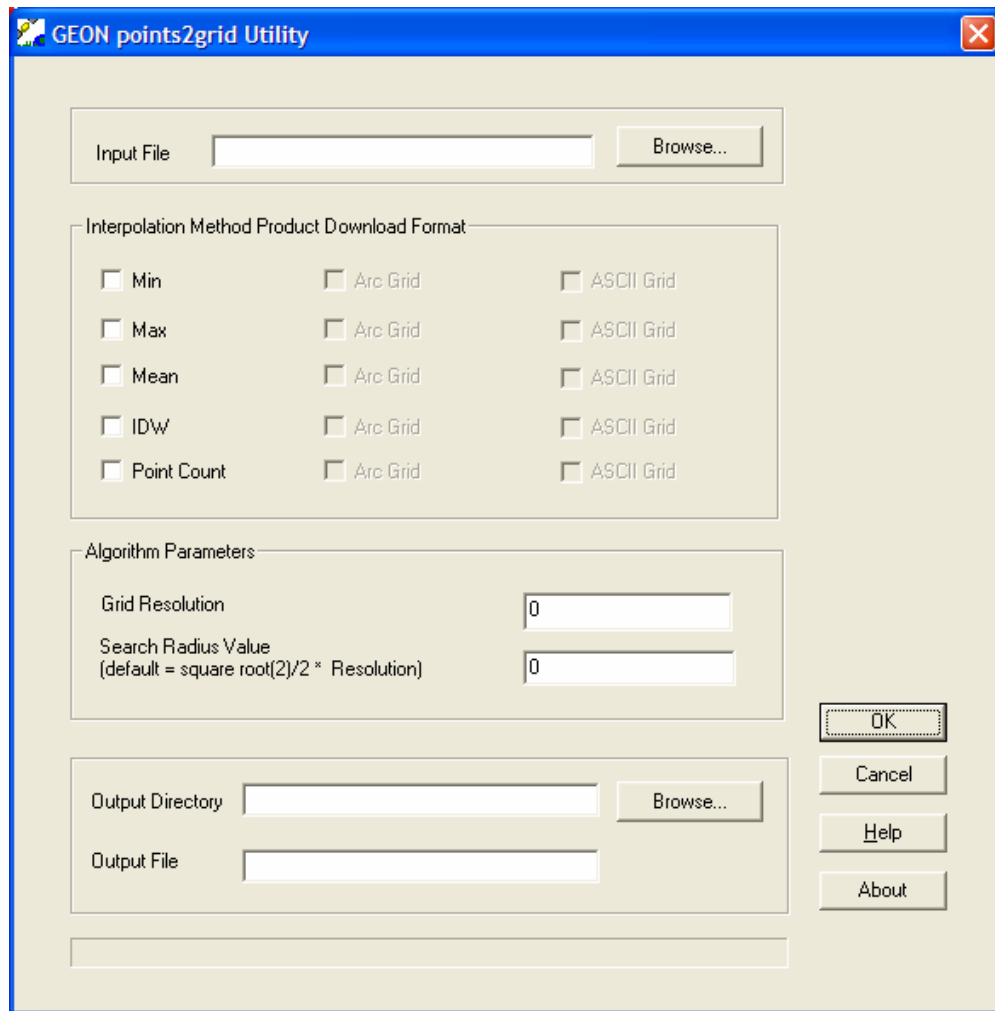 GEON points2grid Utility
Input File Browse...
Interpolation Method Product Download Format
Min Arc Grid ASCII Grid
Max Arc Grid ASCII Grid
Mean Arc Grid ASCII Grid
IDW Arc Grid ASCII Grid
Point Count Arc Grid ASCII Grid
Algorithm Parameters
Grid Resolution 0
Search Radius Value
(default = square root(2)/2 * Resolution) 0
OK
Cancel
Output Directory Browse...
Help
Output File
About